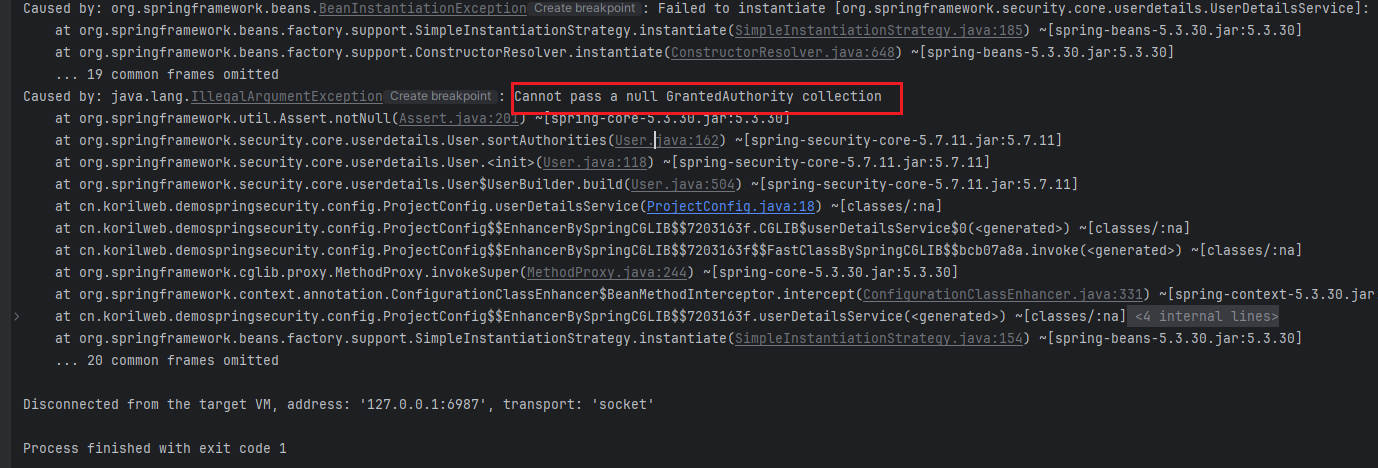 Caused by: org.springframework.beans.BeanInstantiationException Create breakpoint : Failed to instantiate [org.springframework.security.core.userdetails.UserDetailsService]:
at org.springframework.beans.factory.support.SimpleInstantiationStrategy.instantiate(SimpleInstantiationStrategy.java:185) ~[spring-beans-5.3.30.jar:5.3.30]
at org.springframework.beans.factory.support.ConstructorResolver.instantiate(ConstructorResolver.java:648) ~[spring-beans-5.3.30.jar:5.3.30]
... 19 common frames omitted
Caused by: java.lang.IllegalArgumentException Create breakpoint : Cannot pass a null GrantedAuthority collection
at org.springframework.util.Assert.notNull(Assert.java:201) ~[spring-core-5.3.30.jar:5.3.30]
at org.springframework.security.core.userdetails.User.sortAuthorities(User.java:162) ~[spring-security-core-5.7.11.jar:5.7.11]
at org.springframework.security.core.userdetails.User.<init>(User.java:118) ~[spring-security-core-5.7.11.jar:5.7.11]
at org.springframework.security.core.userdetails.User$UserBuilder.build(User.java:504) ~[spring-security-core-5.7.11.jar:5.7.11]
at cn.korilweb.demospringsecurity.config.ProjectConfig.userDetailsService(ProjectConfig.java:18) ~[classes/:na]
at cn.korilweb.demospringsecurity.config.ProjectConfig$$EnhancerBySpringCGLIB$$7203163f.CGLIB$userDetailsService$0(<generated>) ~[classes/:na]
at cn.korilweb.demospringsecurity.config.ProjectConfig$$EnhancerBySpringCGLIB$$7203163f$$FastClassBySpringCGLIB$$bcb07a8a.invoke(<generated>) ~[classes/:na]
at org.springframework.cglib.proxy.MethodProxy.invokeSuper(MethodProxy.java:244) ~[spring-core-5.3.30.jar:5.3.30]
at org.springframework.context.annotation.ConfigurationClassEnhancer$BeanMethodInterceptor.intercept(ConfigurationClassEnhancer.java:331) ~[spring-context-5.3.30.jar
at cn.korilweb.demospringsecurity.config.ProjectConfig$$EnhancerBySpringCGLIB$$7203163f.userDetailsService(<generated>) ~[classes/:na] <4 internal lines>
at org.springframework.beans.factory.support.SimpleInstantiationStrategy.instantiate(SimpleInstantiationStrategy.java:154) ~[spring-beans-5.3.30.jar:5.3.30]
... 20 common frames omitted
Disconnected from the target VM, address: '127.0.0.1:6987', transport: 'socket'
Process finished with exit code 1